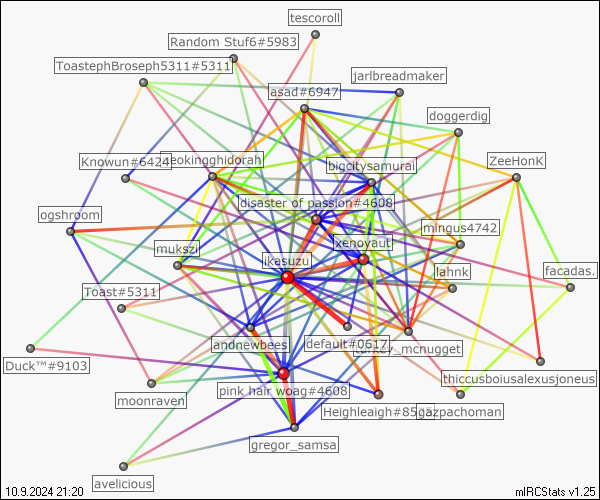 tescoroll
Random Stuf6#5983
ToastephBroseph5311#5311
jarlbreadmaker
asad#6947
doggerdig
Knowun#6424
neokingghidorah
bigcitysamurai
ZeeHonK
disaster of passion#4608
ogshroom
mingus4742
xenoyaut
mukszi
ikasuzu
lahnk
facadas.
Toast#5311
andnewbees
default#0617
turkey_mcnugget
Duck™#9103
thiccusboiusalexusjoneus
pink hair woag#4608
moonraven
gazpachoman
gregor_samsa
avelicious
10.9.2024 21:20
mIRCStats v1.25